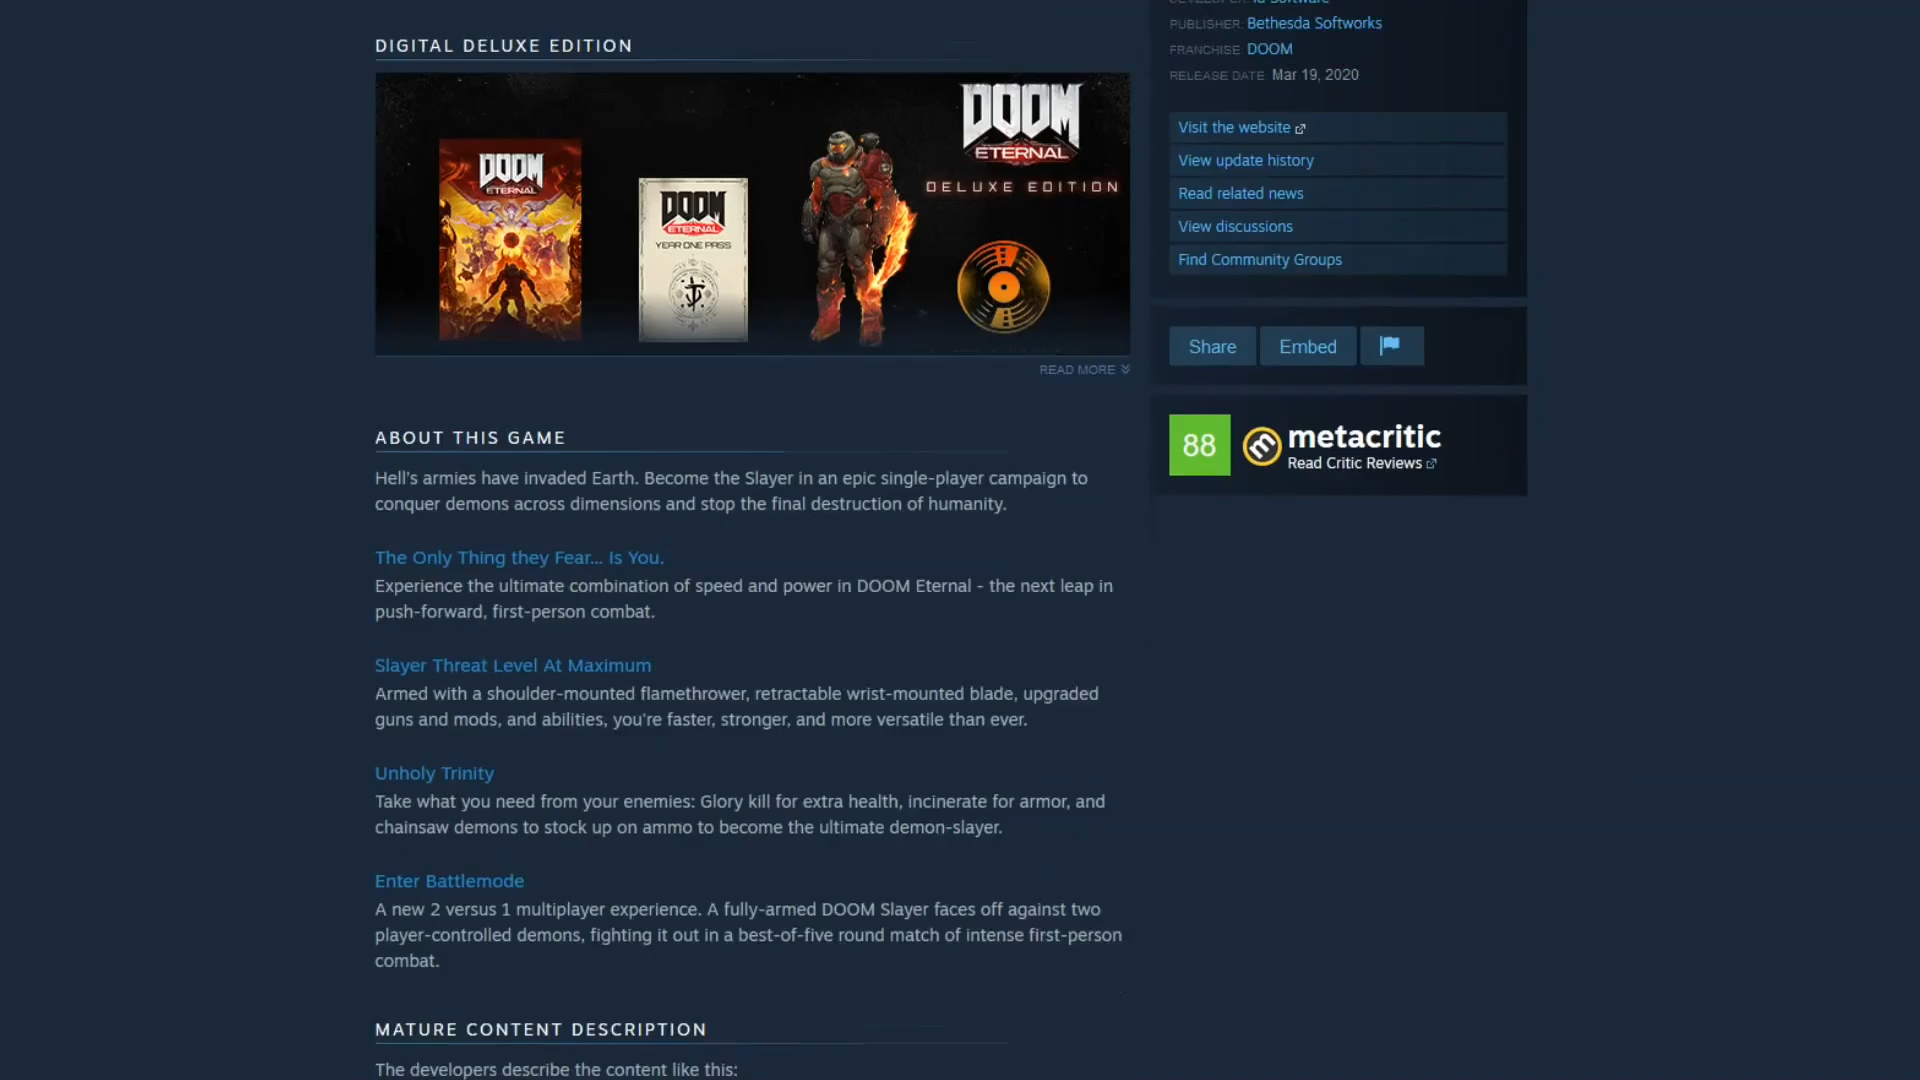 DIGITAL DELUXE EDITION
DOOM
ETERNAL
DOOM
ETERNAL
YEAR ONE PASS
DOOM
ETERNAL
DELUXE EDITION
READ MORE
ABOUT THIS GAME
Hell's armies have invaded Earth. Become the Slayer in an epic single-player campaign to
conquer demons across dimensions and stop the final destruction of humanity.
The Only Thing they Fear... Is You.
Experience the ultimate combination of speed and power in DOOM Eternal - the next leap in
push-forward, first-person combat.
Slayer Threat Level At Maximum
Armed with a shoulder-mounted flamethrower, retractable wrist-mounted blade, upgraded
guns and mods, and abilities, you're faster, stronger, and more versatile than ever.
Unholy Trinity
Take what you need from your enemies: Glory kill for extra health, incinerate for armor, and
chainsaw demons to stock up on ammo to become the ultimate demon-slayer.
Enter Battlemode
A new 2 versus 1 multiplayer experience. A fully-armed DOOM Slayer faces off against two
player-controlled demons, fighting it out in a best-of-five round match of intense first-person
combat.
MATURE CONTENT DESCRIPTION
The developers describe the content like this:
DEVELOPER: id Software
PUBLISHER: Bethesda Softworks
FRANCHISE: DOOM
RELEASE DATE: Mar 19, 2020
Visit the website
View update history
Read related news
View discussions
Find Community Groups
Share Embed
88 metacritic
Read Critic Reviews